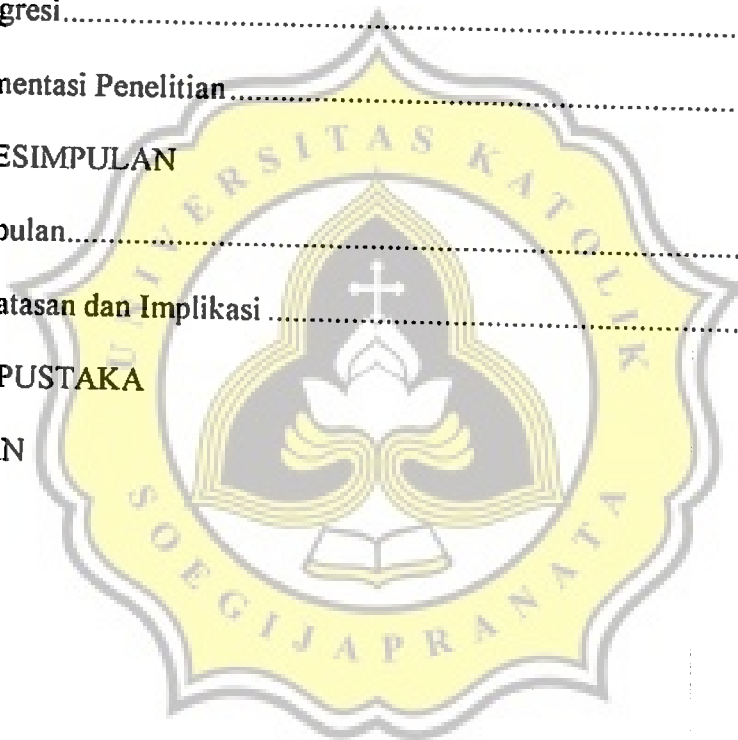 gresi........................................................................
mentasi Penelitian........................................................
ESIMPULAN
pulan........................................................................
atasan dan Implikasi ....................................................
PUSTAKA
N
UNIVERSITAS KATOLIK
SOEGIJAPRANATA